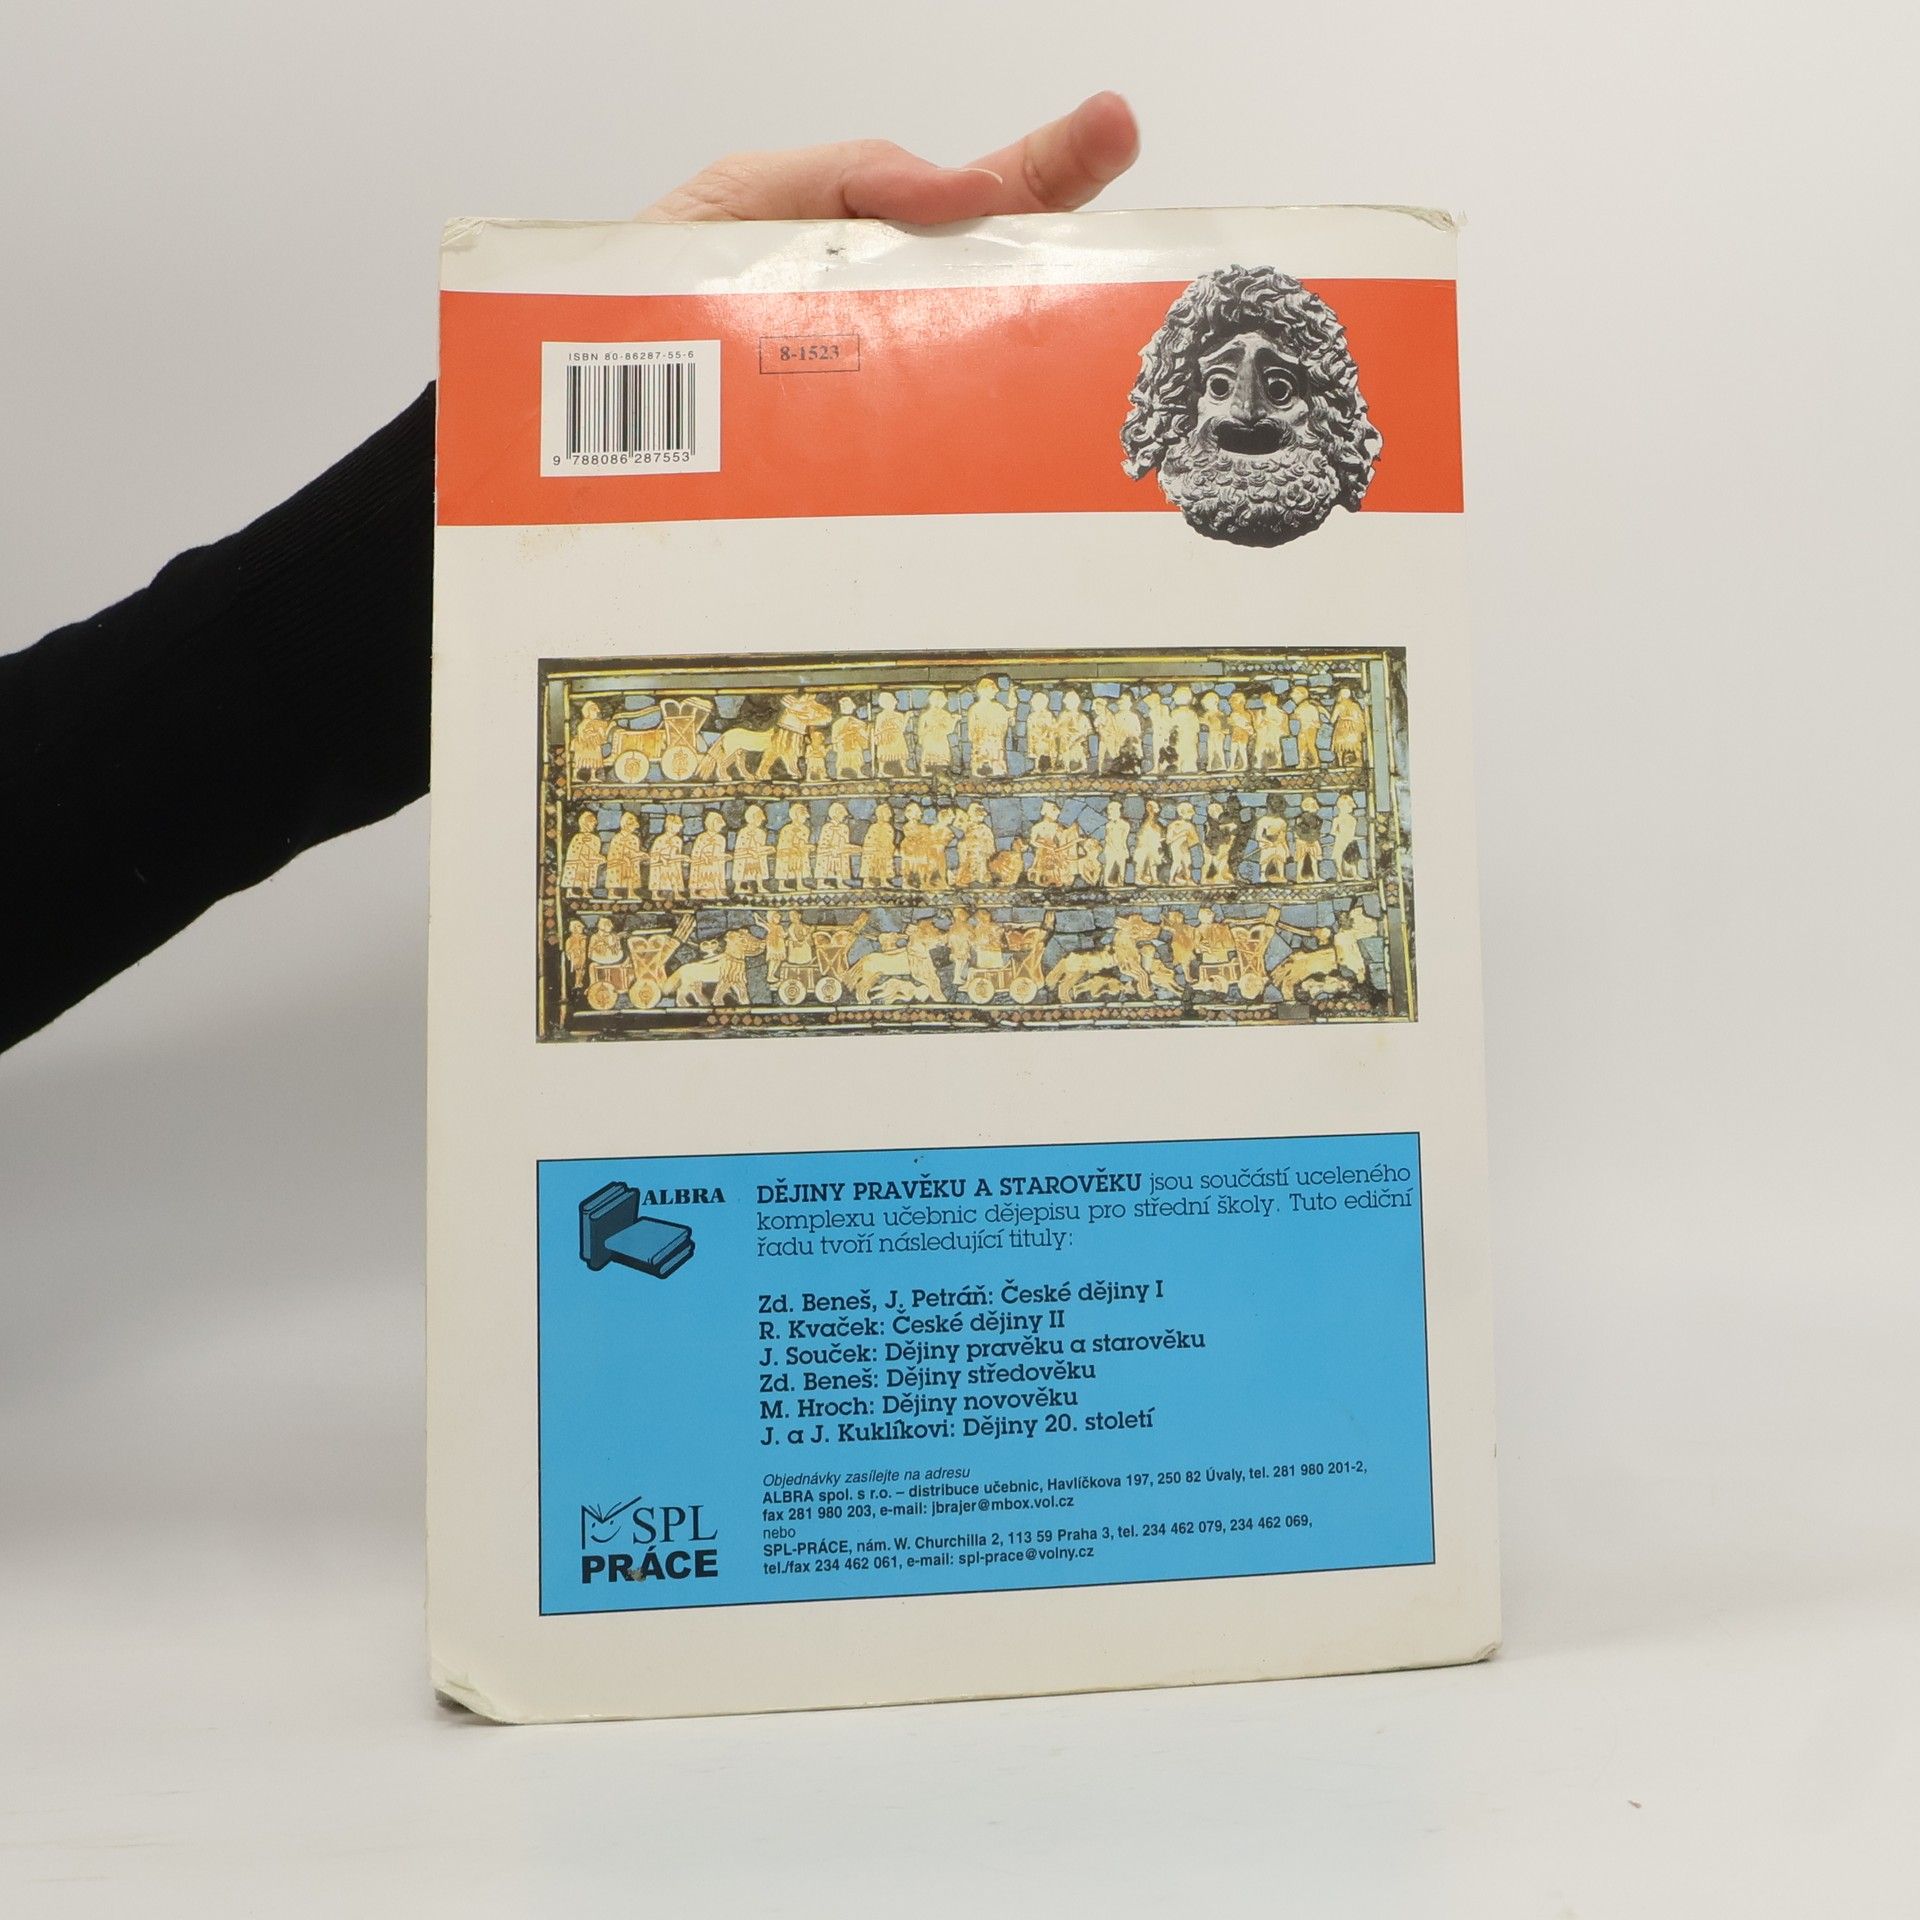 ISBN 80-86287-55-6
8-1523
9 788086 287553
ALBRA
DĚJINY PRAVĚKU A STAROVĚKU jsou součástí uceleného
komplexu učebnic dějepisu pro střední školy. Tuto ediční
řadu tvoří následující tituly:
Zd. Beneš, J. Petráň: České dějiny I
R. Kvaček: České dějiny II
J. Souček: Dějiny pravěku a starověku
Zd. Beneš: Dějiny středověku
M. Hroch: Dějiny novověku
J. a J. Kuklíkovi: Dějiny 20. století
Objednávky zasílejte na adresu
ALBRA spol. s r.o. – distribuce učebnic, Havlíčkova 197, 250 82 Úvaly, tel. 281 980 201-2,
fax 281 980 203, e-mail: jbrajer@mbox.vol.cz
nebo
SPL-PRÁCE, nám. W. Churchilla 2, 113 59 Praha 3, tel. 234 462 079, 234 462 069,
tel./fax 234 462 061, e-mail: spl-prace@volny.cz
SPL
PRÁCE